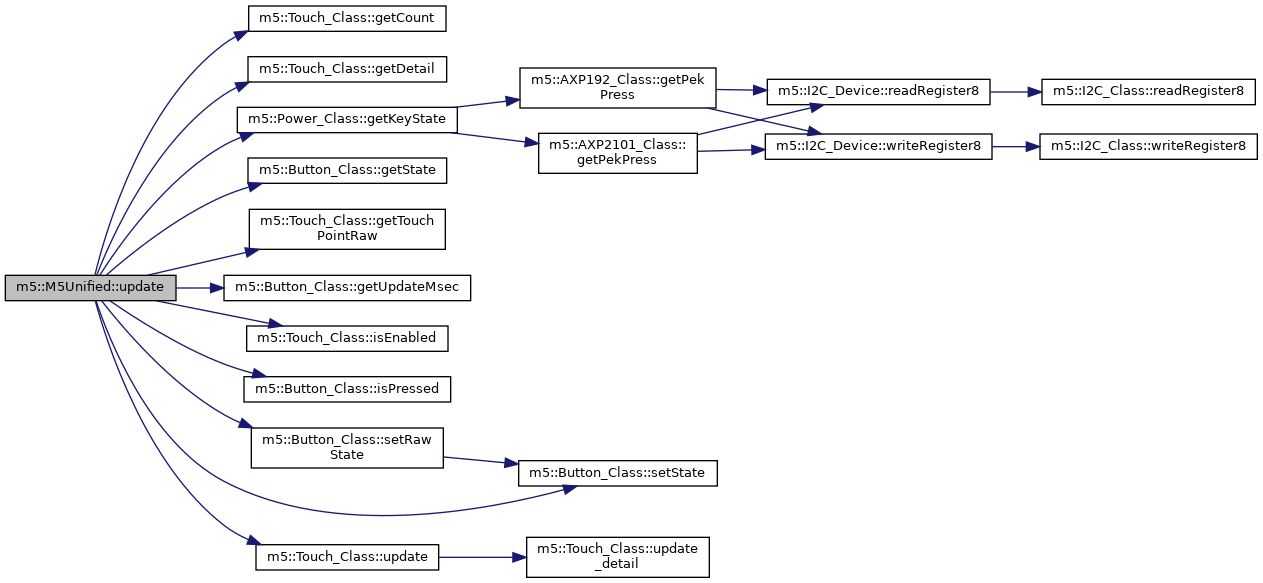 m5::M5Unified::update
m5::Touch_Class::getCount
m5::Touch_Class::getDetail
m5::Power_Class::getKeyState
m5::Button_Class::getState
m5::Touch_Class::getTouch
PointRaw
m5::Button_Class::getUpdateMsec
m5::Touch_Class::isEnabled
m5::Button_Class::isPressed
m5::Button_Class::setRaw
State
m5::Touch_Class::update
m5::AXP192_Class::getPek
Press
m5::AXP2101_Class::
getPekPress
m5::Button_Class::setState
m5::Touch_Class::update
_detail
m5::I2C_Device::readRegister8
m5::I2C_Device::writeRegister8
m5::I2C_Class::readRegister8
m5::I2C_Class::writeRegister8